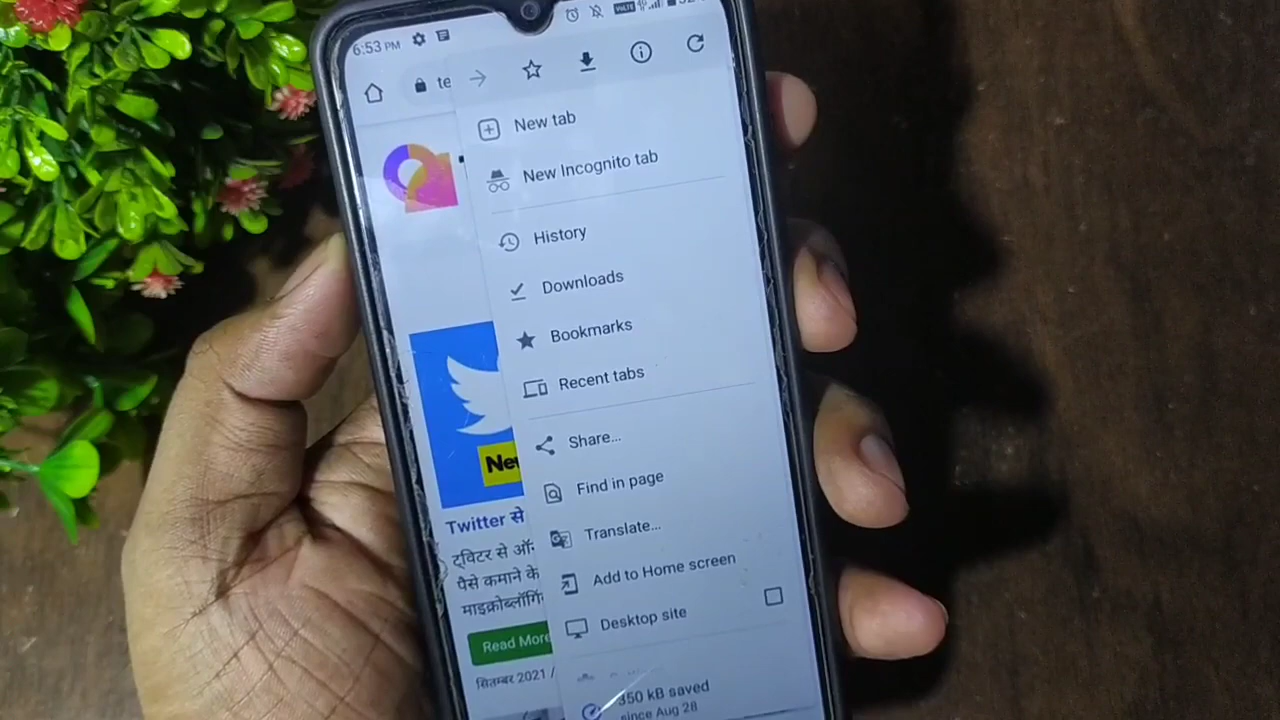 6:53 PM
te
New tab
New Incognito tab
History
Downloads
Bookmarks
Recent tabs
Share...
Find in page
Translate...
Add to Home screen
Desktop site
350 kB saved
since Aug 28
Ne
Twitter से
ट्विटर से ऑन
पैसे कमाने के
माइक्रोब्लॉगिं
Read More
सितम्बर 2021 /